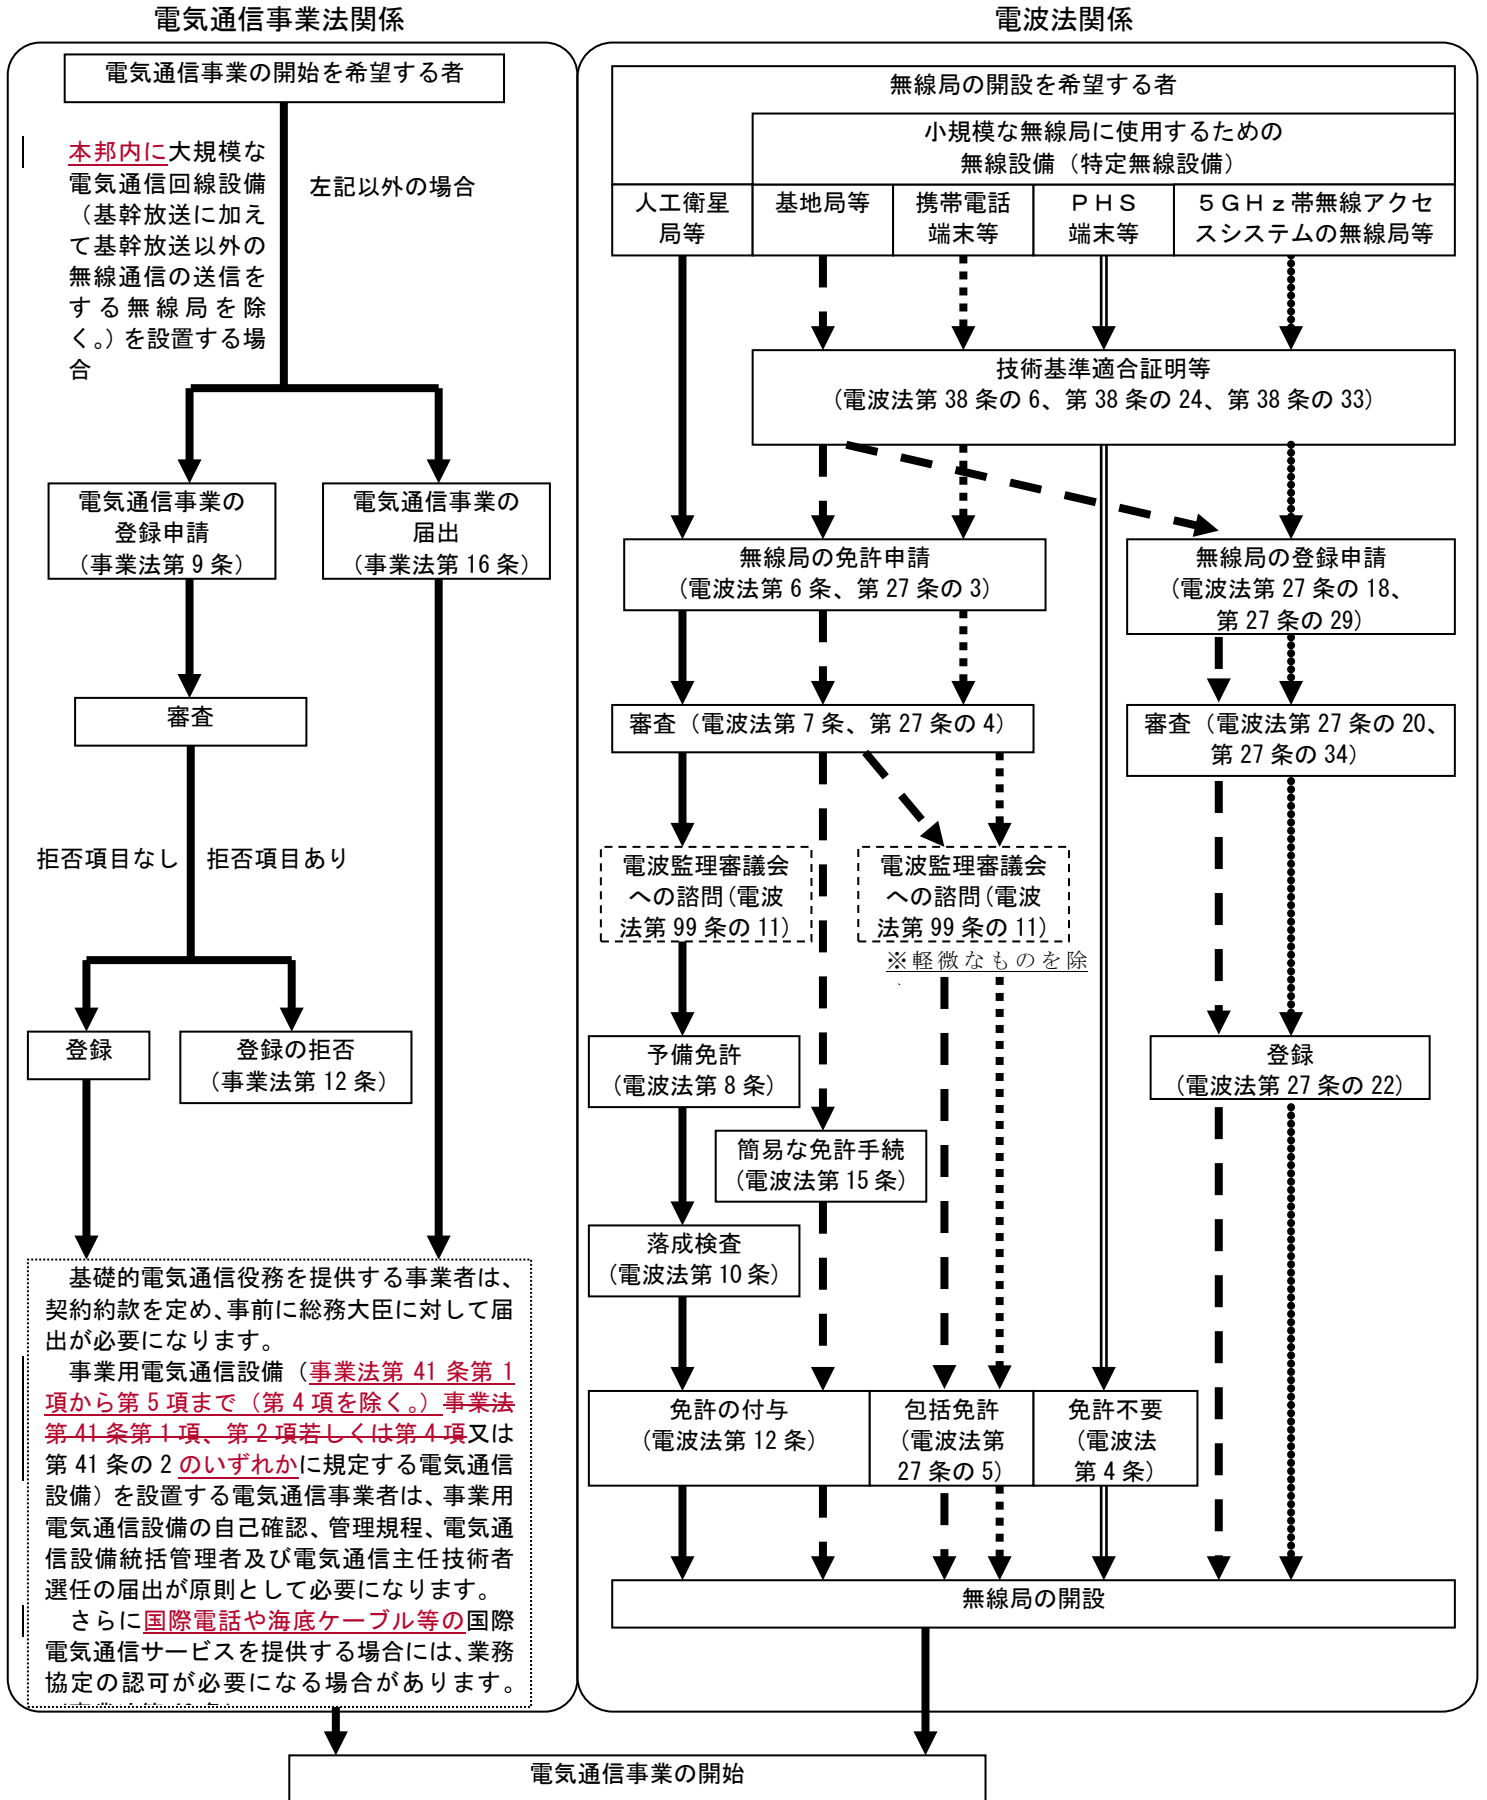 電気通信事業法関係
電気通信事業の開始を希望する者
本邦内に大規模な
電気通信回線設備
（基幹放送に加え
て基幹放送以外の
無線通信の送信を
する無線局を除
く。）を設置する場
合
左記以外の場合
電気通信事業の
登録申請
（事業法第 9 条）
電気通信事業の
届出
（事業法第 16 条）
審査
拒否項目なし
拒否項目あり
登録
登録の拒否
（事業法第 12 条）
基礎的電気通信役務を提供する事業者は、
契約約款を定め、事前に総務大臣に対して届
出が必要になります。
事業用電気通信設備（事業法第 41 条第 1
項から第 5 項まで（第 4 項を除く。）事業法
第 41 条第 1 項、第 2 項若しくは第 4 項又は
第 41 条の 2 のいずれかに規定する電気通信
設備）を設置する電気通信事業者は、事業用
電気通信設備の自己確認、管理規程、電気通
信設備統括管理者及び電気通信主任技術者
選任の届出が原則として必要になります。
さらに国際電話や海底ケーブル等の国際
電気通信サービスを提供する場合には、業務
協定の認可が必要になる場合があります。
電波法関係
無線局の開設を希望する者
小規模な無線局に使用するための
無線設備（特定無線設備）
人工衛星
局等
基地局等
携帯電話
端末等
ＰＨＳ
端末等
５ＧＨｚ帯無線アクセ
スシステムの無線局等
技術基準適合証明等
（電波法第 38 条の 6、第 38 条の 24、第 38 条の 33）
無線局の免許申請
（電波法第 6 条、第 27 条の 3）
無線局の登録申請
（電波法第 27 条の 18、
第 27 条の 29）
審査（電波法第 7 条、第 27 条の 4）
審査（電波法第 27 条の 20、
第 27 条の 34）
電波監理審議会
への諮問（電波
法第 99 条の 11）
電波監理審議会
への諮問（電波
法第 99 条の 11）
※軽微なものを除
予備免許
（電波法第 8 条）
登録
（電波法第 27 条の 22）
簡易な免許手続
（電波法第 15 条）
落成検査
（電波法第 10 条）
免許の付与
（電波法第 12 条）
包括免許
（電波法第
27 条の 5）
免許不要
（電波法
第 4 条）
無線局の開設
電気通信事業の開始